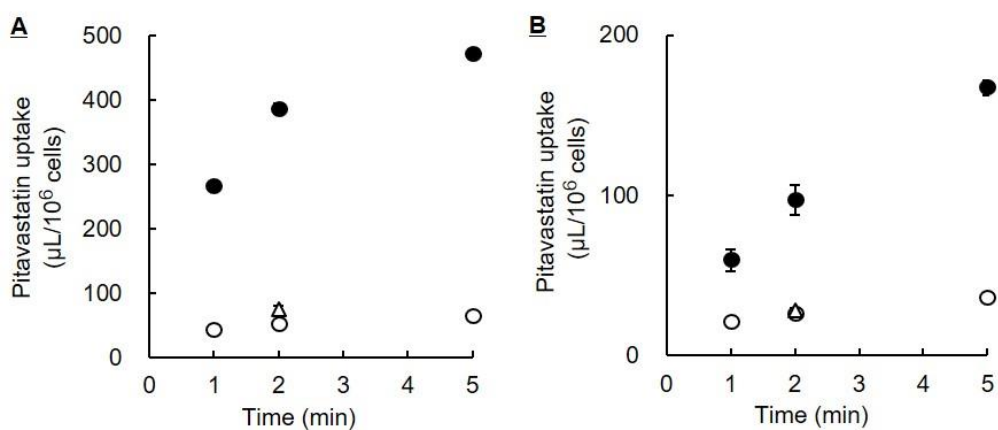 A
500
400
300
200
100
0
Pitavastatin uptake
(µL/10⁶ cells)
0 1 2 3 4 5
Time (min)
B
200
100
0
Pitavastatin uptake
(µL/10⁶ cells)
0 1 2 3 4 5
Time (min)